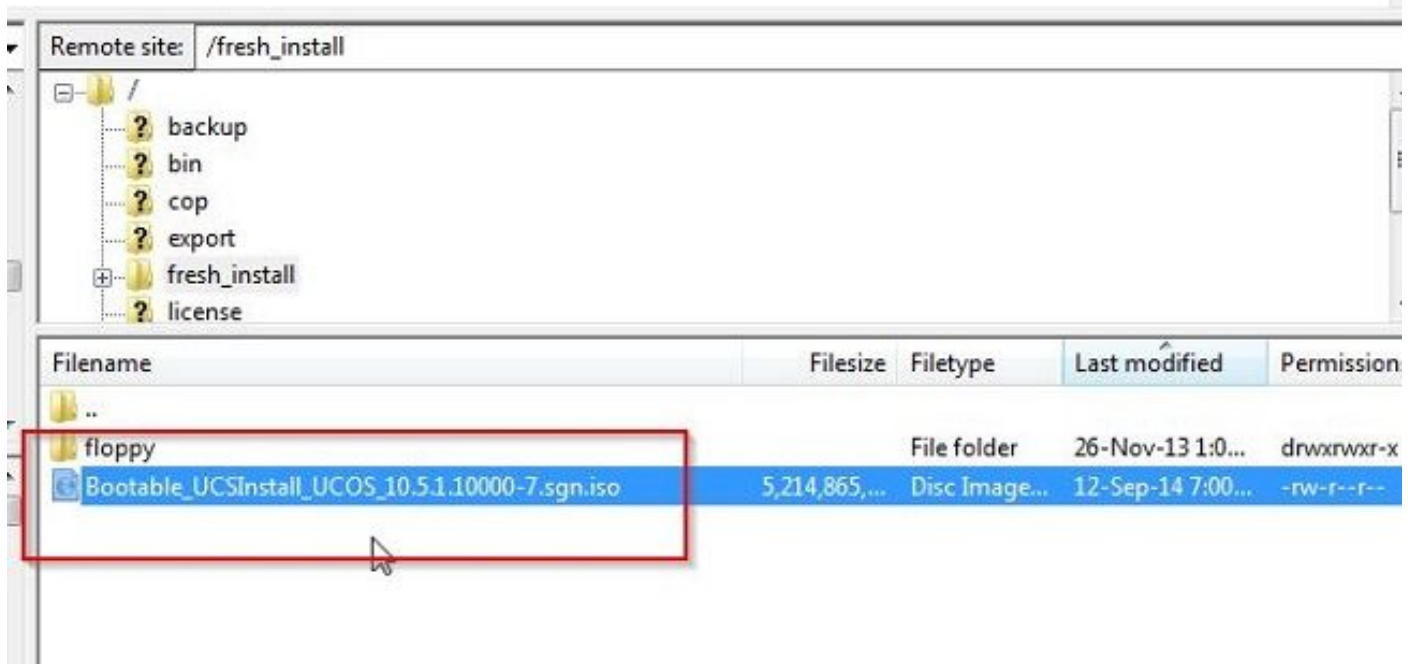 Remote site: /fresh_install
/
? backup
? bin
? cop
? export
fresh_install
? license
Filename Filesize Filetype Last modified Permission
..
floppy File folder 26-Nov-13 1:0... drwxrwxr-x
Bootable_UCSInstall_UCOS_10.5.1.10000-7.sgn.iso 5,214,865,... Disc Image... 12-Sep-14 7:00... -rw-r--r--